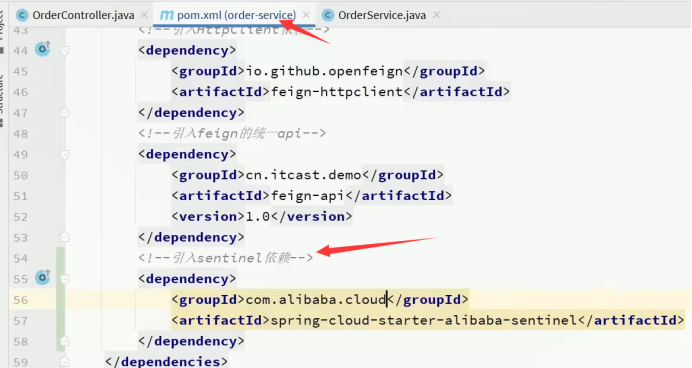 OrderController.java × pom.xml (order-service) × OrderService.java ×
43 <!--引入HttpClient依赖-->
44 <dependency>
45 <groupId>io.github.openfeign</groupId>
46 <artifactId>feign-httpclient</artifactId>
47 </dependency>
48 <!--引入feign的统一api-->
49 <dependency>
50 <groupId>cn.itcast.demo</groupId>
51 <artifactId>feign-api</artifactId>
52 <version>1.0</version>
53 </dependency>
54 <!--引入sentinel依赖-->
55 <dependency>
56 <groupId>com.alibaba.cloud</groupId>
57 <artifactId>spring-cloud-starter-alibaba-sentinel</artifactId>
58 </dependency>
59 </dependencies>